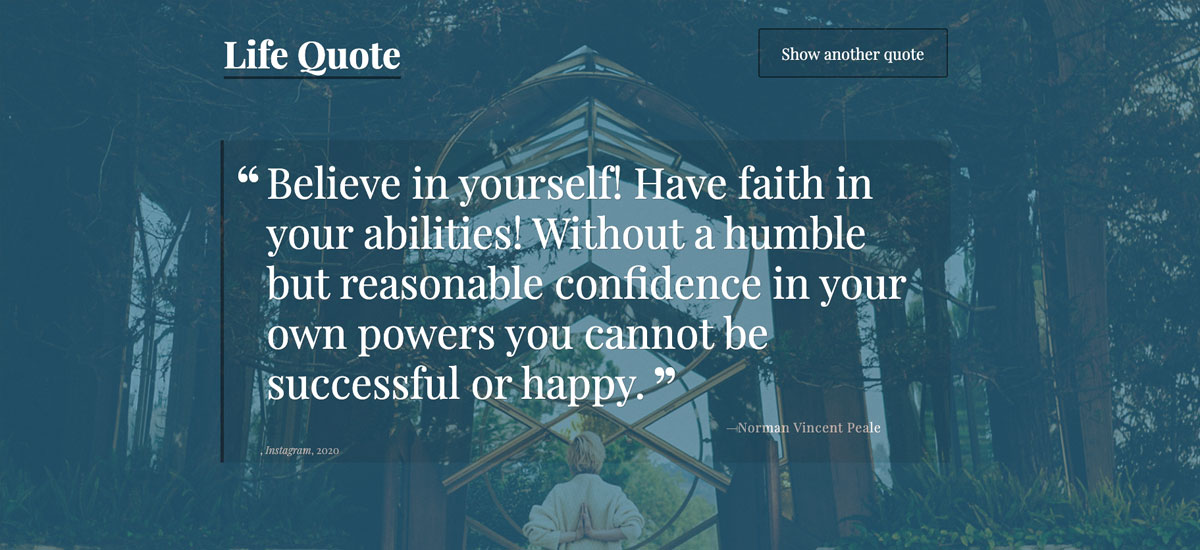 Life Quote
Show another quote
“ Believe in yourself! Have faith in
your abilities! Without a humble
but reasonable confidence in your
own powers you cannot be
successful or happy. ”
—Norman Vincent Peale
, Instagram, 2020